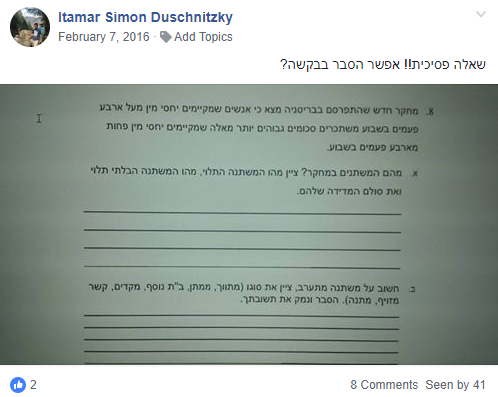 Itamar Simon Duschnitzky
February 7, 2016 · Add Topics
שאלה פסיכית!!! אפשר הסבר בבקשה?
8. מחקר חדש שהתפרסם בבריטניה מצא כי אנשים שמקיימים יחסי מין מעל ארבע
פעמים בשבוע משתכרים סכומים גבוהים יותר מאלה שמקיימים יחסי מין פחות
מארבע פעמים בשבוע.
א. מהם המשתנים במחקר? ציין מהו המשתנה התלוי, מהו המשתנה הבלתי תלוי
ואת סולם המדידה שלהם.
ב. חשוב על משתנה מתערב, ציין את סוגו (מתווך, ממתן, ב"ת נוסף, מקדים, קשר
מזויף, מתנה). הסבר ונמק את תשובתך.
2
8 Comments Seen by 41